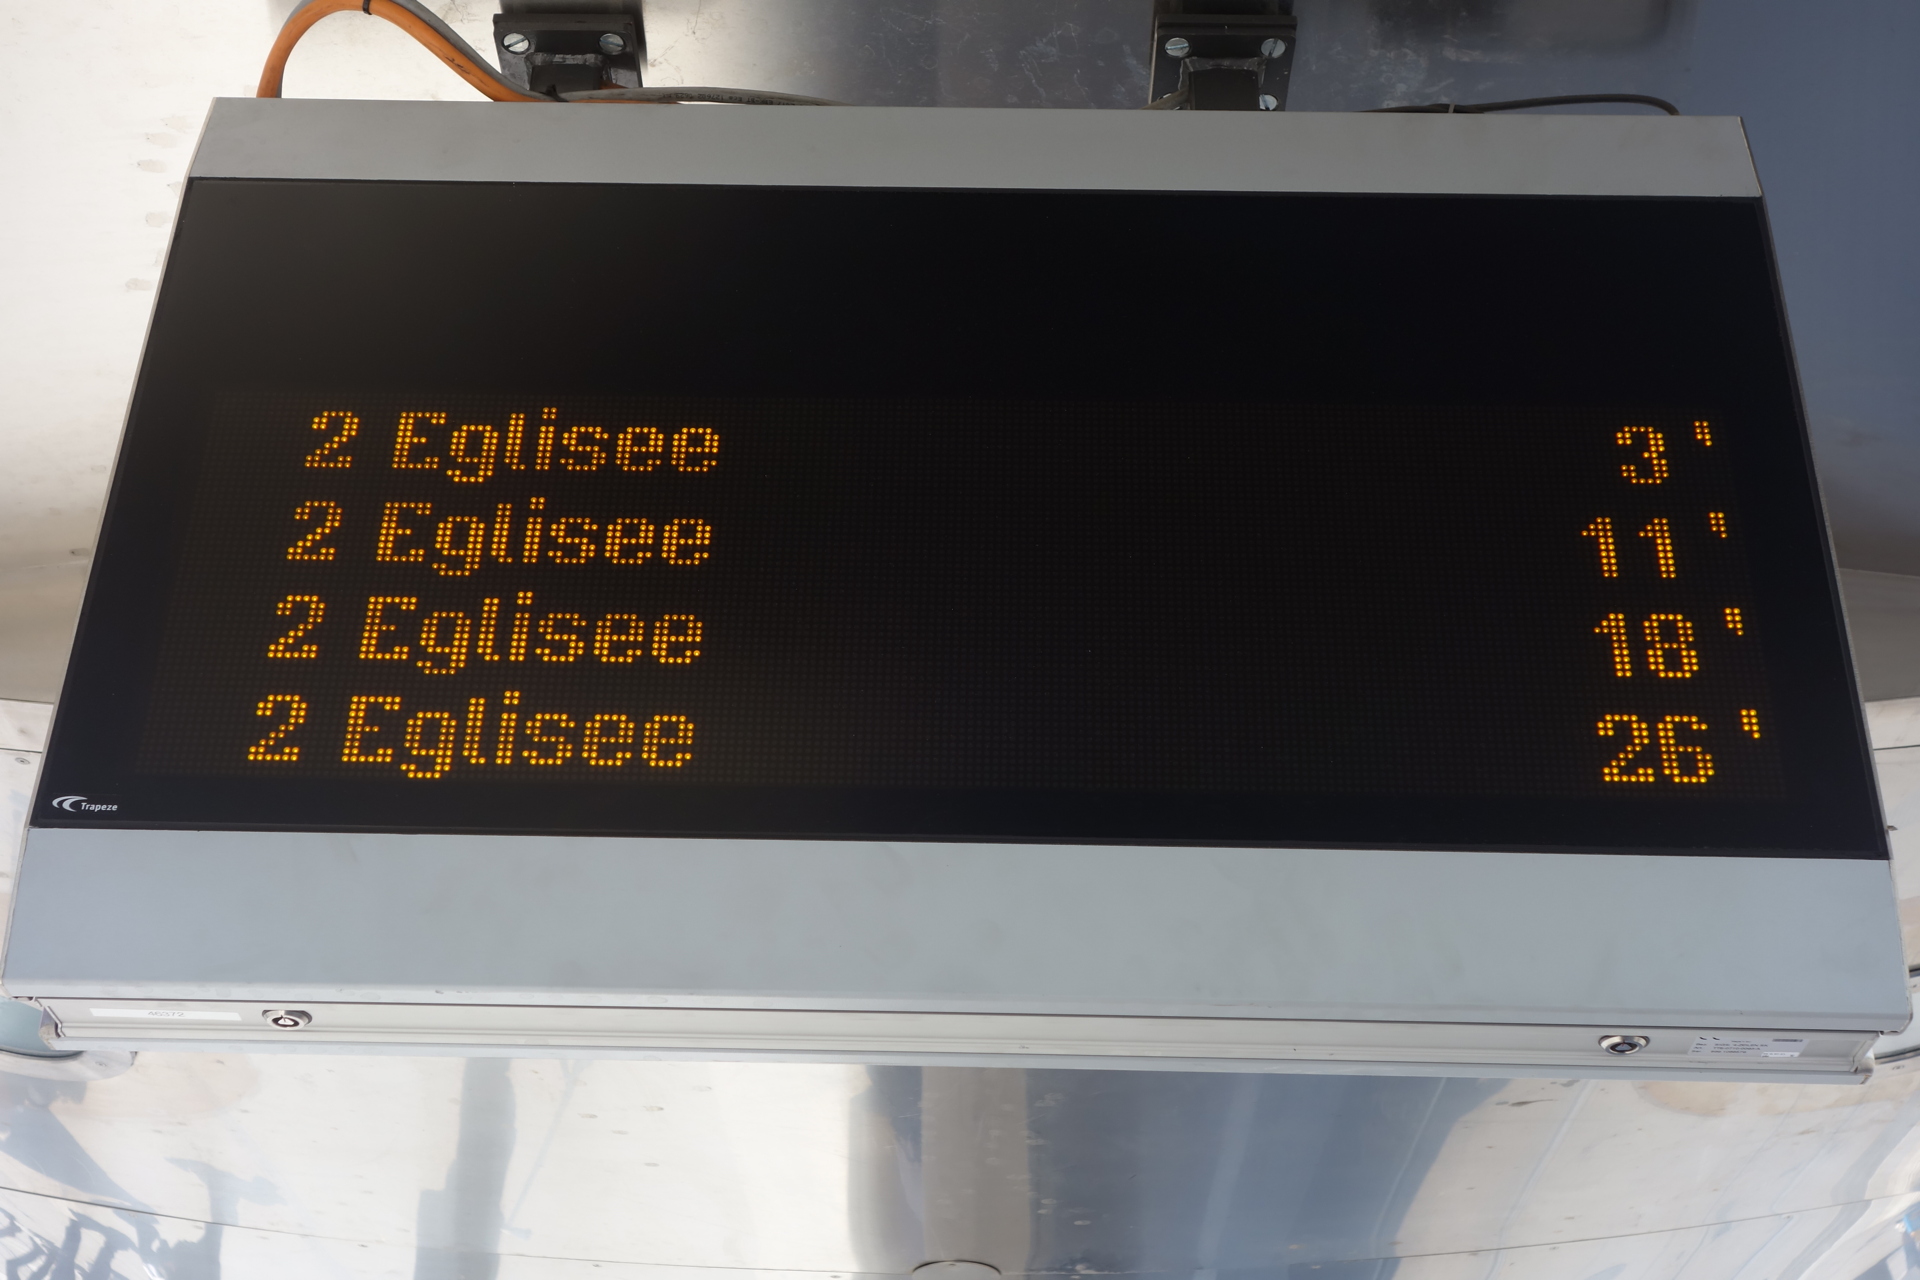 2 Eglisee 3'
2 Eglisee 11'
2 Eglisee 18'
2 Eglisee 26'
Trapeze